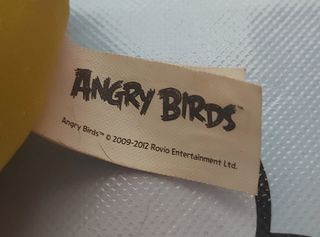 ANGRY BIRDS™
Angry Birds™ © 2009-2012 Rovio Entertainment Ltd.